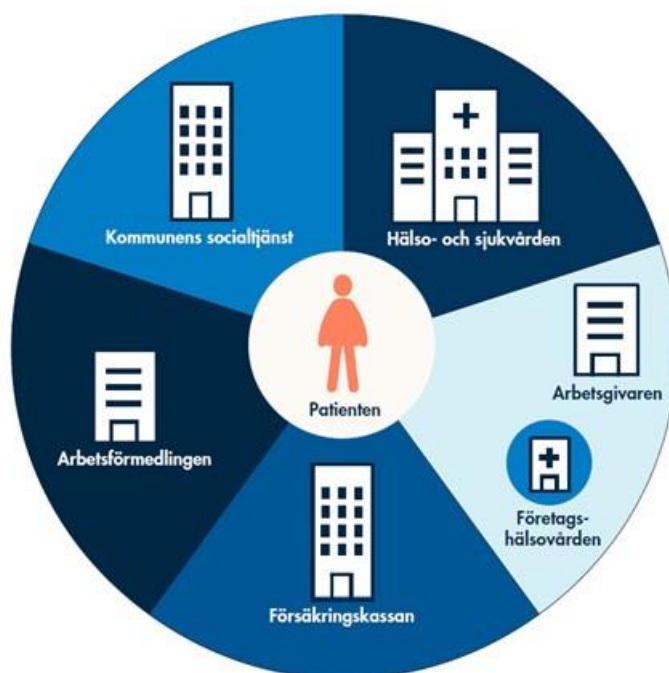 Kommunens socialtjänst
Hälso- och sjukvården
Arbetsgivaren
Patienten
Arbetsförmedlingen
Företags-
hälsovården
Försäkringskassan